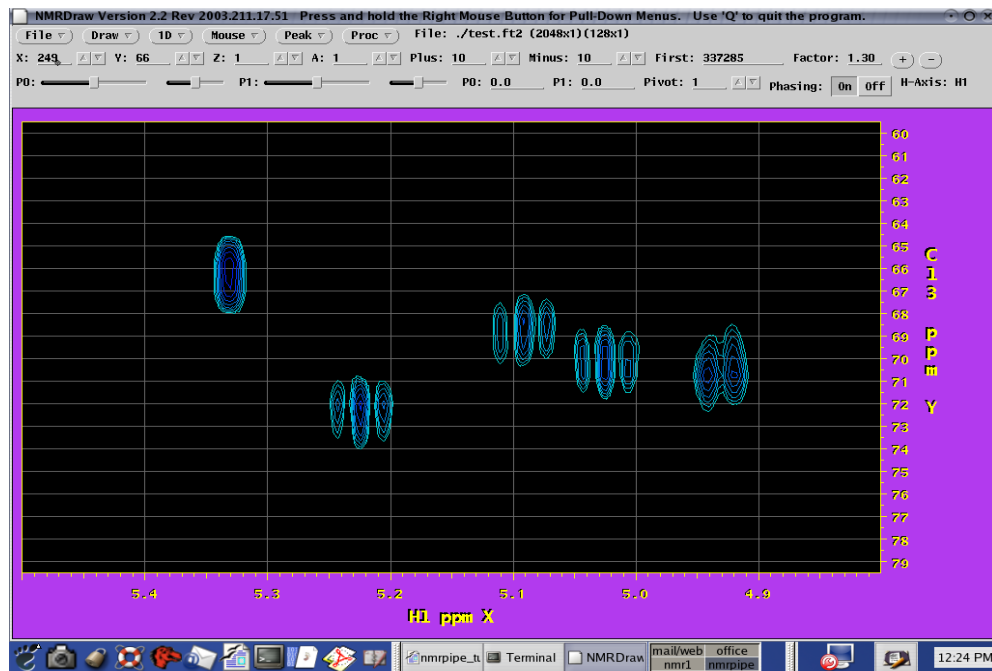 NMRDraw Version 2.2 Rev 2003.211.17.51 Press and hold the Right Mouse Button for Pull-Down Menus. Use 'Q' to quit the program.
File Draw 1D Mouse Peak Proc File: ./test.ft2 (2048x1)(128x1)
X: 249 Y: 66 Z: 1 A: 1 Plus: 10 Minus: 10 First: 337285 Factor: 1.30 + -
P0: P1: P0: 0.0 P1: 0.0 Pivot: 1 Phasing: On Off H-Axis: H1
60
61
62
63
64
65
66
67
68
69
70
71
72
73
74
75
76
77
78
79
C13 ppm Y
5.4 5.3 5.2 5.1 5.0 4.9
H1 ppm X
nmrpipe_tu Terminal NMRDraw mail/web office
nmr1 nmrpipe
12:24 PM